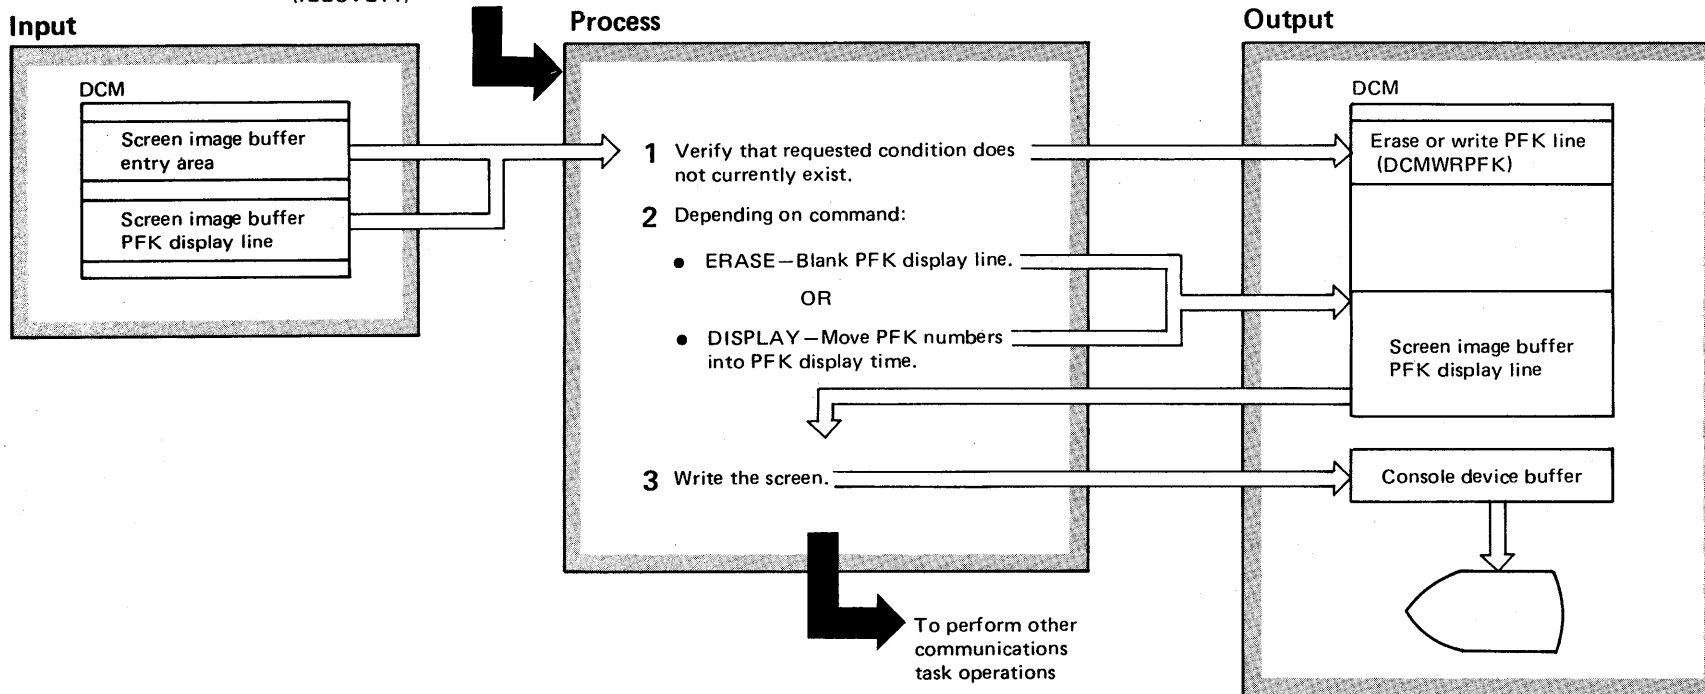 Input
DCM
Screen image buffer
entry area
Screen image buffer
PFK display line
Process
1 Verify that requested condition does
not currently exist.
2 Depending on command:
• ERASE—Blank PFK display line.
OR
• DISPLAY—Move PFK numbers
into PFK display time.
3 Write the screen.
To perform other
communications
task operations
Output
DCM
Erase or write PFK line
(DCMWRPFK)
Screen image buffer
PFK display line
Console device buffer